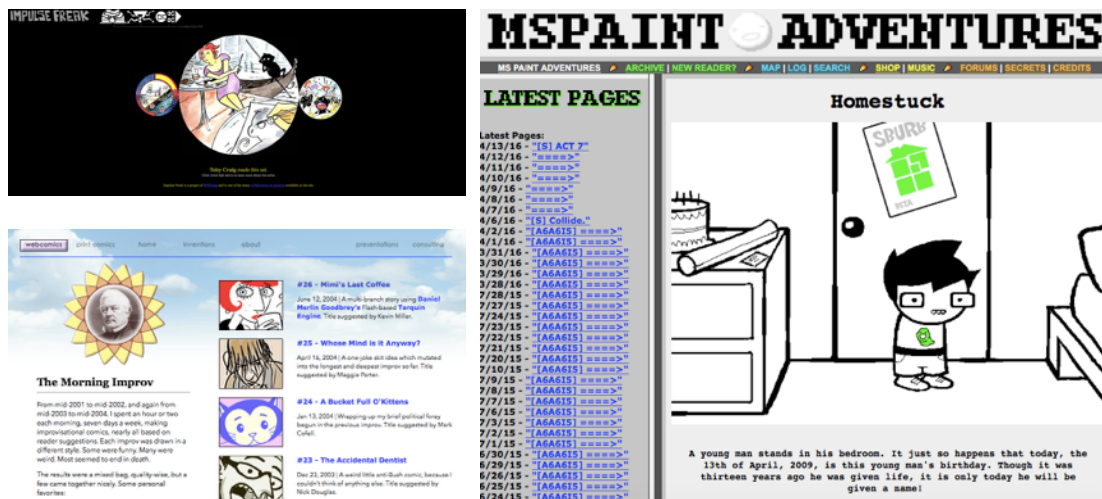 IMPULSE FREAK
Toby Craig made this set.
webcomics print comics home inventions about presentations consulting
The Morning Improv
From mid-2001 to mid-2002, and again from
mid-2003 to mid-2004, I spent an hour or two
each morning, seven days a week, making
improvisational comics, nearly all based on
reader suggestions. Each improv was drawn in a
different style. Some were funny. Many were
weird. Most seemed to end in death.
The results were a mixed bag, quality-wise, but a
few came together nicely. Some personal
favorites:
#26 - Mimi's Last Coffee
June 12, 2004 | A multi-branch story using Daniel
Merlin Goodbrey's Flash-based Tarquin
Engine. Title suggested by Kevin Miller.
#25 - Whose Mind is it Anyway?
April 16, 2004 | A one-joke skit idea which mutated
into the longest and deepest improv so far. Title
suggested by Maggie Porter.
#24 - A Bucket Full O'Kittens
Jan 13, 2004 | Wrapping up my brief political foray
begun in the previous improv. Title suggested by Mark
Cofell.
#23 - The Accidental Dentist
Dec 23, 2003 | A weird little anti-Bush comic, because I
couldn't think of anything else. Title suggested by
Nick Douglas.
MSPAINT ADVENTURES
MS PAINT ADVENTURES ARCHIVE | NEW READER? MAP | LOG | SEARCH SHOP | MUSIC FORUMS | SECRETS | CREDITS
LATEST PAGES
Latest Pages:
4/13/16 - "[S] ACT 7"
4/12/16 - "====>"
4/11/16 - "====>"
4/10/16 - "====>"
4/9/16 - "====>"
4/8/16 - "====>"
4/7/16 - "====>"
4/6/16 - "[S] Collide."
4/2/16 - "[A6A6I5] ====>"
4/1/16 - "[A6A6I5] ====>"
3/31/16 - "[A6A6I5] ====>"
3/30/16 - "[A6A6I5] ====>"
3/29/16 - "[A6A6I5] ====>"
3/28/16 - "[A6A6I5] ====>"
7/28/15 - "[A6A6I5] ====>"
7/27/15 - "[A6A6I5] ====>"
7/24/15 - "[A6A6I5] ====>"
7/23/15 - "[A6A6I5] ====>"
7/22/15 - "[A6A6I5] ====>"
7/21/15 - "[A6A6I5] ====>"
7/20/15 - "[A6A6I5] ====>"
7/10/15 - "[A6A6I5] ====>"
7/9/15 - "[A6A6I5] ====>"
7/8/15 - "[A6A6I5] ====>"
7/7/15 - "[A6A6I5] ====>"
7/3/15 - "[A6A6I5] ====>"
7/2/15 - "[A6A6I5] ====>"
7/1/15 - "[A6A6I5] ====>"
6/30/15 - "[A6A6I5] ====>"
6/29/15 - "[A6A6I5] ====>"
6/26/15 - "[A6A6I5] ====>"
6/25/15 - "[A6A6I5] ====>"
6/24/15 - "[A6A6I5] ====>"
Homestuck
SBURB
BETA
A young man stands in his bedroom. It just so happens that today, the
13th of April, 2009, is this young man's birthday. Though it was
thirteen years ago he was given life, it is only today he will be
given a name!